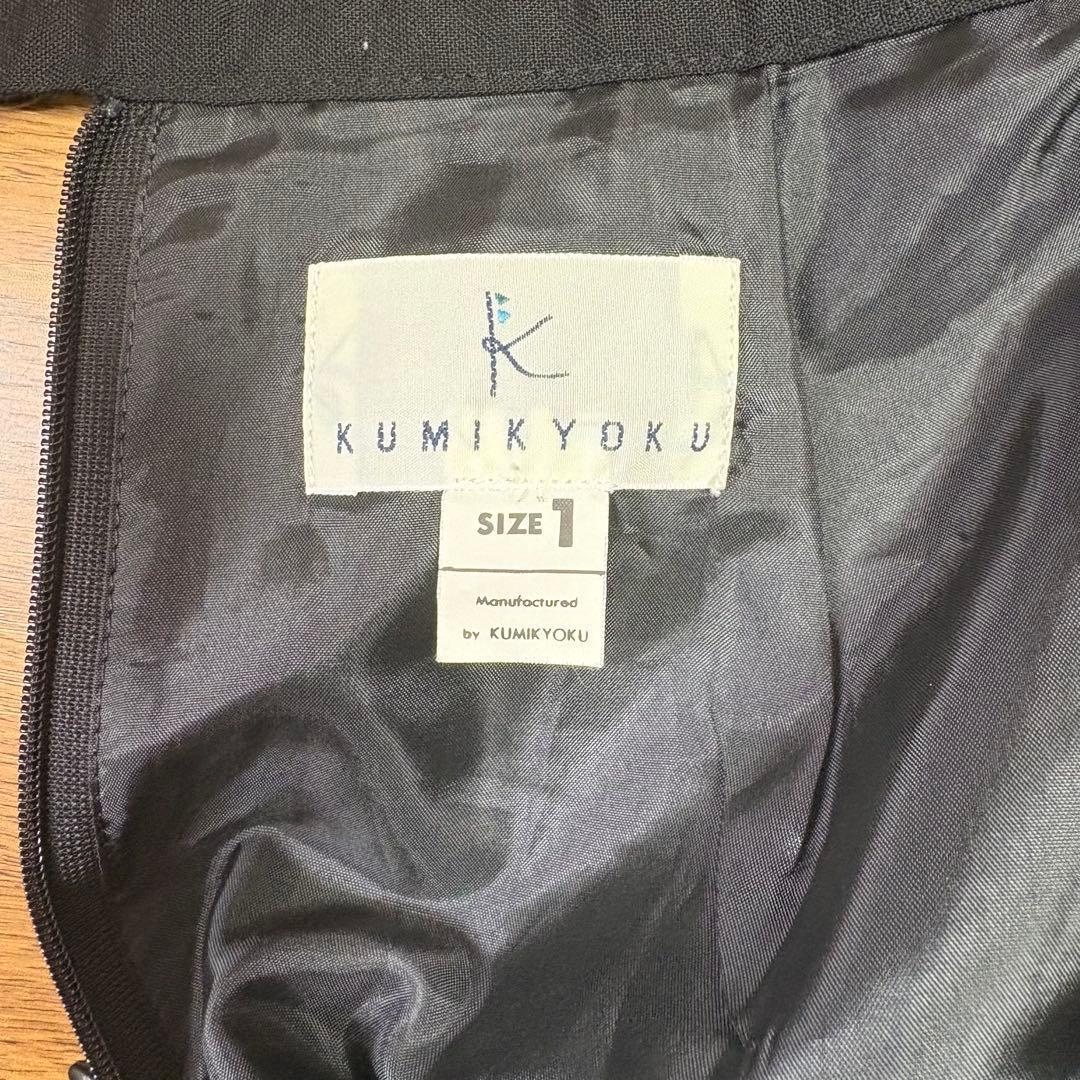 K
KUMIKYOKU
SIZE 1
Manufactured
by KUMIKYOKU